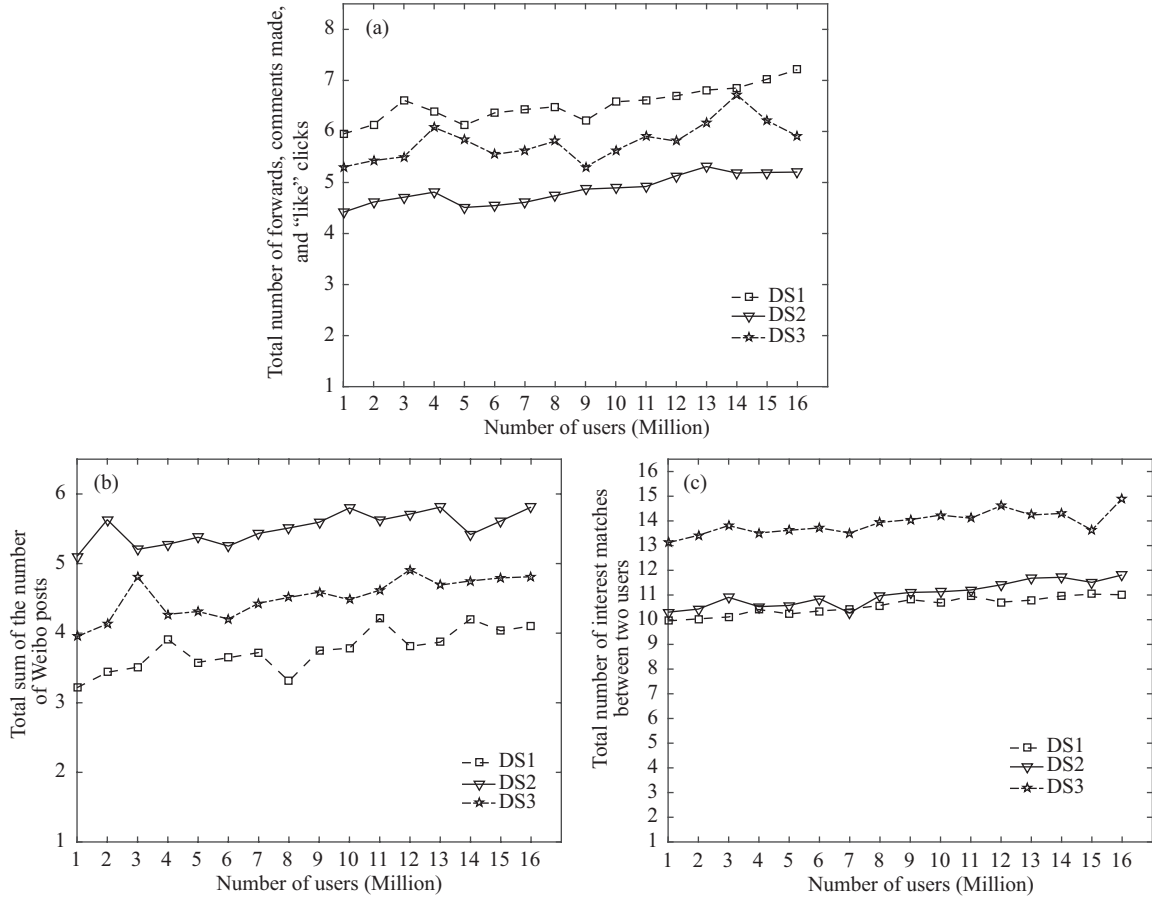 (a)
Total number of forwards, comments made,
and “like” clicks
8
7
6
5
4
3
2
1
DS1
DS2
DS3
1 2 3 4 5 6 7 8 9 10 11 12 13 14 15 16
Number of users (Million)
(b)
Total sum of the number
of Weibo posts
6
5
4
3
2
1
DS1
DS2
DS3
1 2 3 4 5 6 7 8 9 10 11 12 13 14 15 16
Number of users (Million)
(c)
Total number of interest matches
between two users
16
15
14
13
12
11
10
9
8
7
6
5
4
3
2
1
DS1
DS2
DS3
1 2 3 4 5 6 7 8 9 10 11 12 13 14 15 16
Number of users (Million)